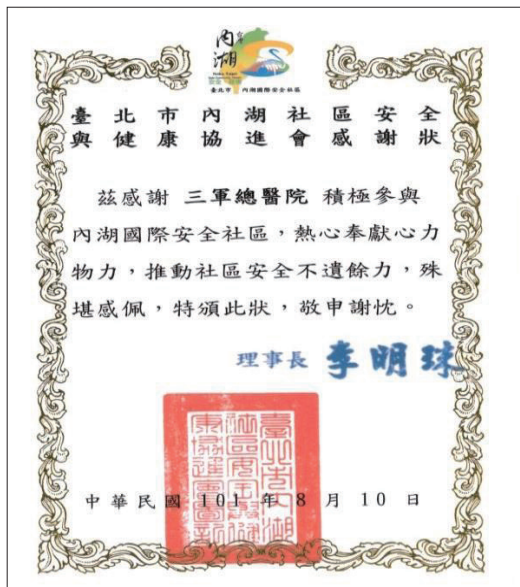 內湖
臺北市 內湖國際安全社區
臺北市內湖社區安全
與健康協進會感謝狀
茲感謝 三軍總醫院 積極參與
內湖國際安全社區,熱心奉獻心力
物力,推動社區安全不遺餘力,殊
堪感佩,特頒此狀,敬申謝忱。
理事長 李明珠
中華民國 101 年 8 月 10 日